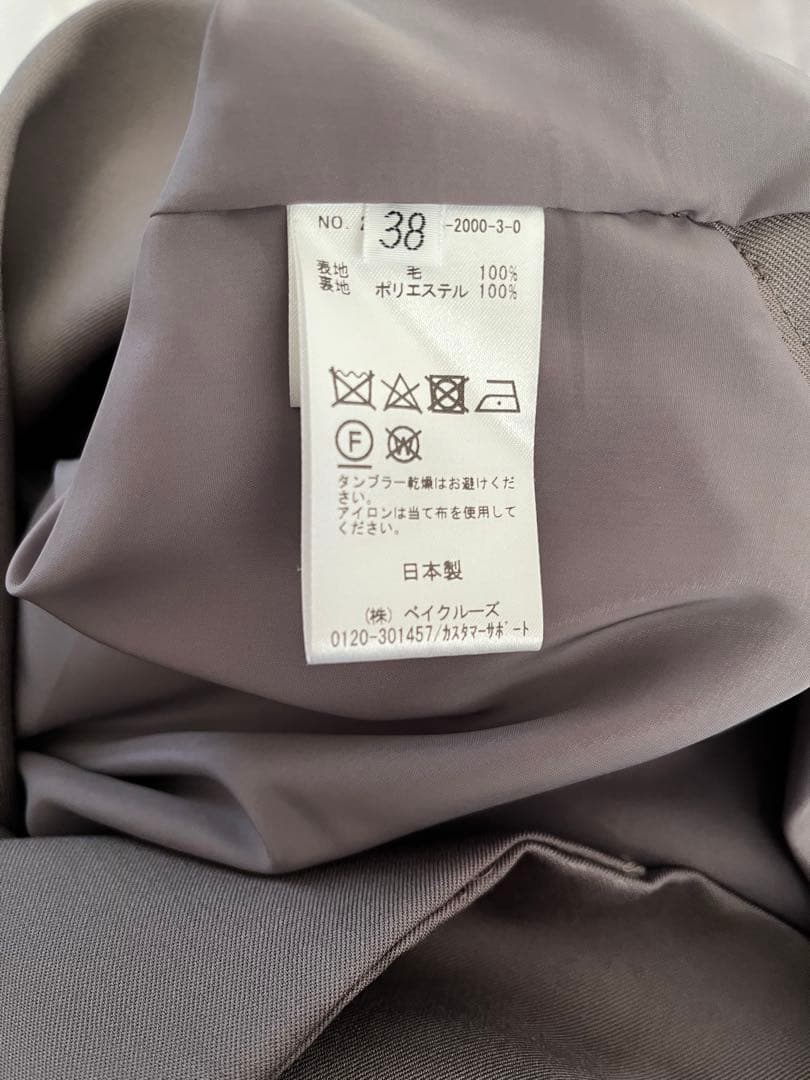 NO. 2
38
-2000-3-0
表地 毛 100%
裏地 ポリエステル 100%
F
W
タンブラー乾燥はお避けくだ
さい。
アイロンは当て布を使用して
ください。
日本製
(株) ベイクルーズ
0120-301457/カスタマーサポート